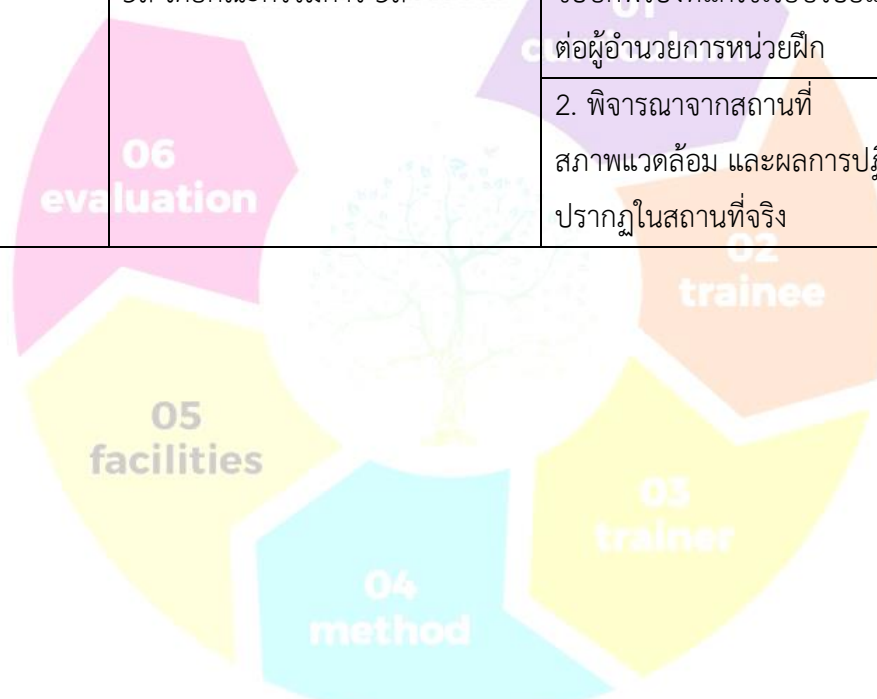 ต่อผู้อำนวยการหน่วยฝึก
2. พิจารณาจากสถานที่
สภาพแวดล้อม และผลการปฏิ
ปรากฏในสถานที่จริง
01
curriculum
02
trainee
03
trainer
04
method
05
facilities
06
evaluation